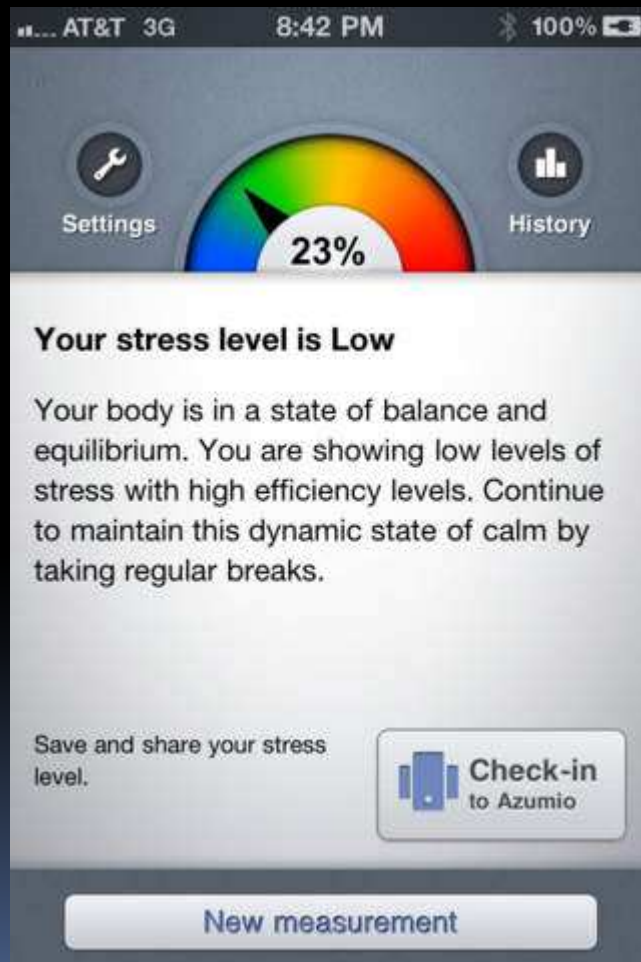 AT&T 3G 8:42 PM 100%
Settings
History
23%
Your stress level is Low
Your body is in a state of balance and
equilibrium. You are showing low levels of
stress with high efficiency levels. Continue
to maintain this dynamic state of calm by
taking regular breaks.
Save and share your stress
level.
Check-in
to Azumio
New measurement